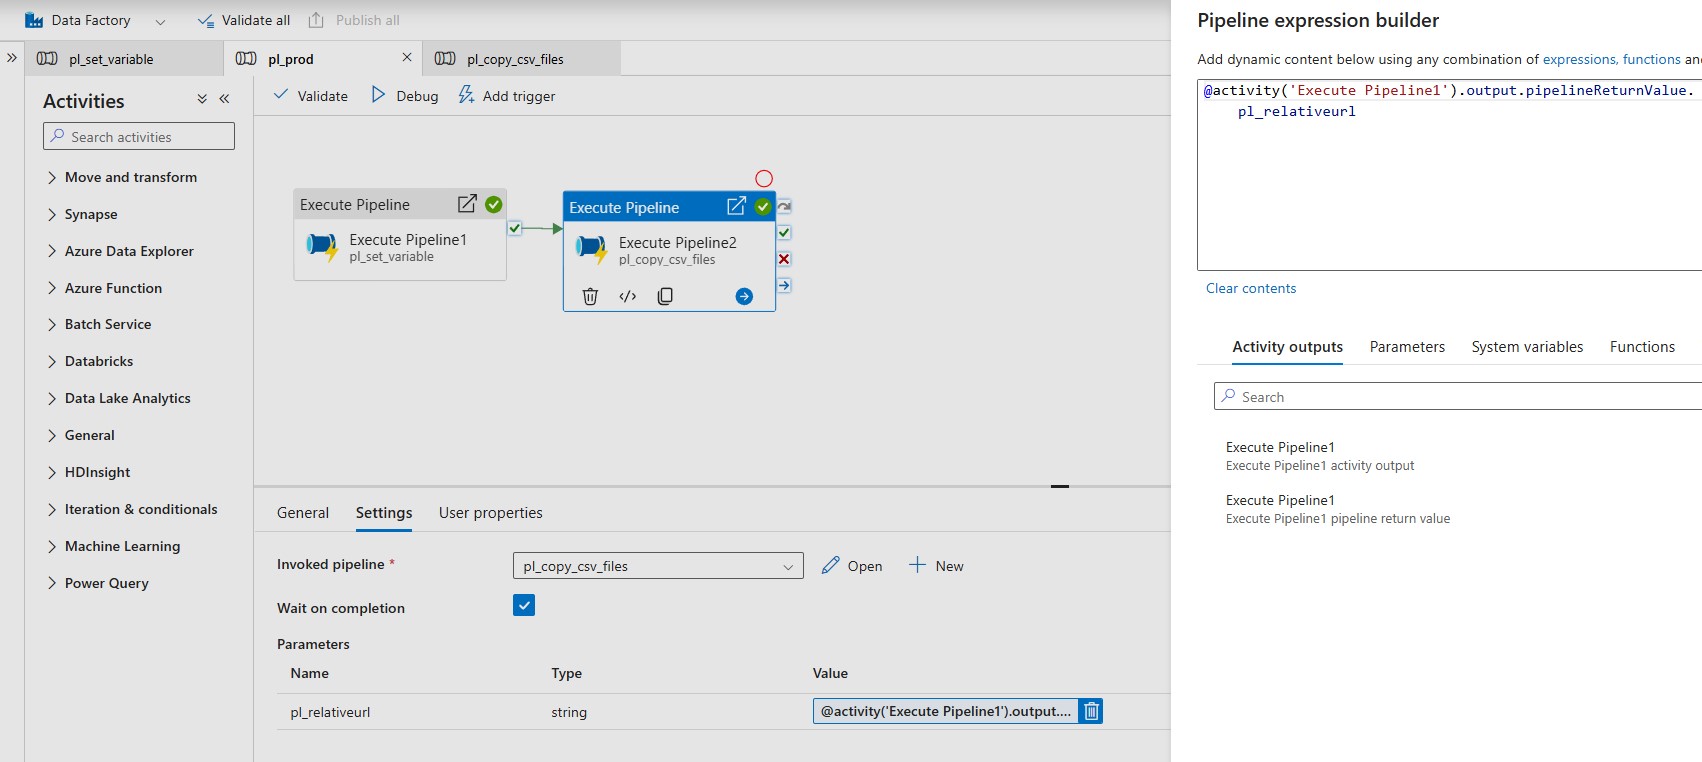 Data Factory
Validate all
Publish all
pl_set_variable
pl_prod
pl_copy_csv_files
Activities
Search activities
Move and transform
Synapse
Azure Data Explorer
Azure Function
Batch Service
Databricks
Data Lake Analytics
General
HDInsight
Iteration & conditionals
Machine Learning
Power Query
Validate
Debug
Add trigger
Execute Pipeline
Execute Pipeline1
pl_set_variable
Execute Pipeline
Execute Pipeline2
pl_copy_csv_files
General
Settings
User properties
Invoked pipeline *
pl_copy_csv_files
Open
New
Wait on completion
Parameters
Name Type Value
pl_relativeurl string @activity('Execute Pipeline1').output....
Pipeline expression builder
Add dynamic content below using any combination of expressions, functions an
@activity('Execute Pipeline1').output.pipelineReturnValue.
pl_relativeurl
Clear contents
Activity outputs
Parameters
System variables
Functions
Search
Execute Pipeline1
Execute Pipeline1 activity output
Execute Pipeline1
Execute Pipeline1 pipeline return value